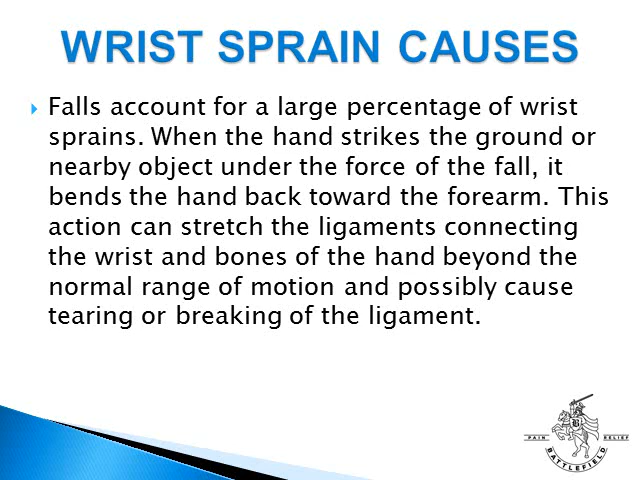 WRIST SPRAIN CAUSES
Falls account for a large percentage of wrist
sprains. When the hand strikes the ground or
nearby object under the force of the fall, it
bends the hand back toward the forearm. This
action can stretch the ligaments connecting
the wrist and bones of the hand beyond the
normal range of motion and possibly cause
tearing or breaking of the ligament.
B
PAIN RELIEF
BATTLEFIELD